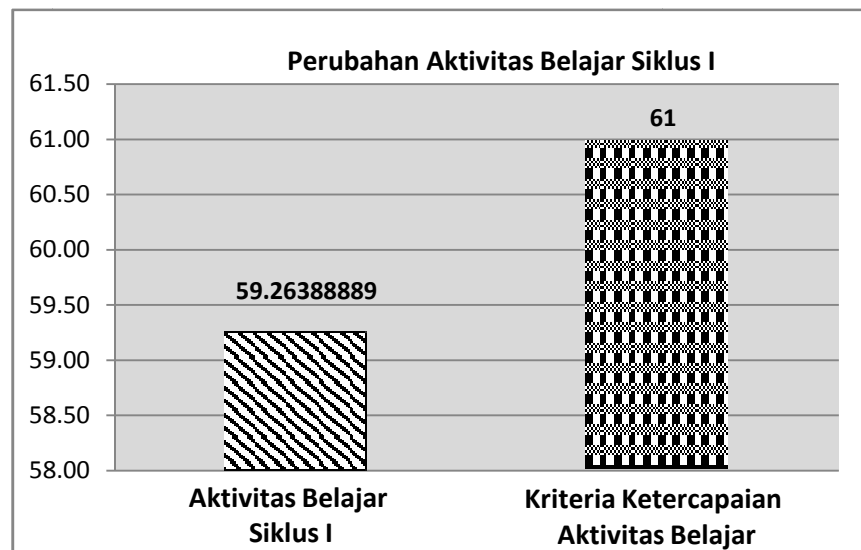 Perubahan Aktivitas Belajar Siklus I
61.50
61.00
60.50
60.00
59.50
59.00
58.50
58.00
61
59.26388889
Aktivitas Belajar
Siklus I
Kriteria Ketercapaian
Aktivitas Belajar